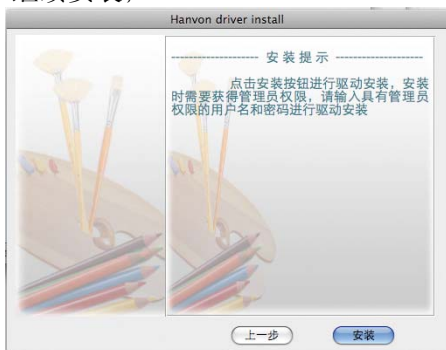 Hanvon driver install
-------------------- 安 装 提 示 --------------------
点击安装按钮进行驱动安装，安装
时需要获得管理员权限，请输入具有管理员
权限的用户名和密码进行驱动安装
上一步
安装